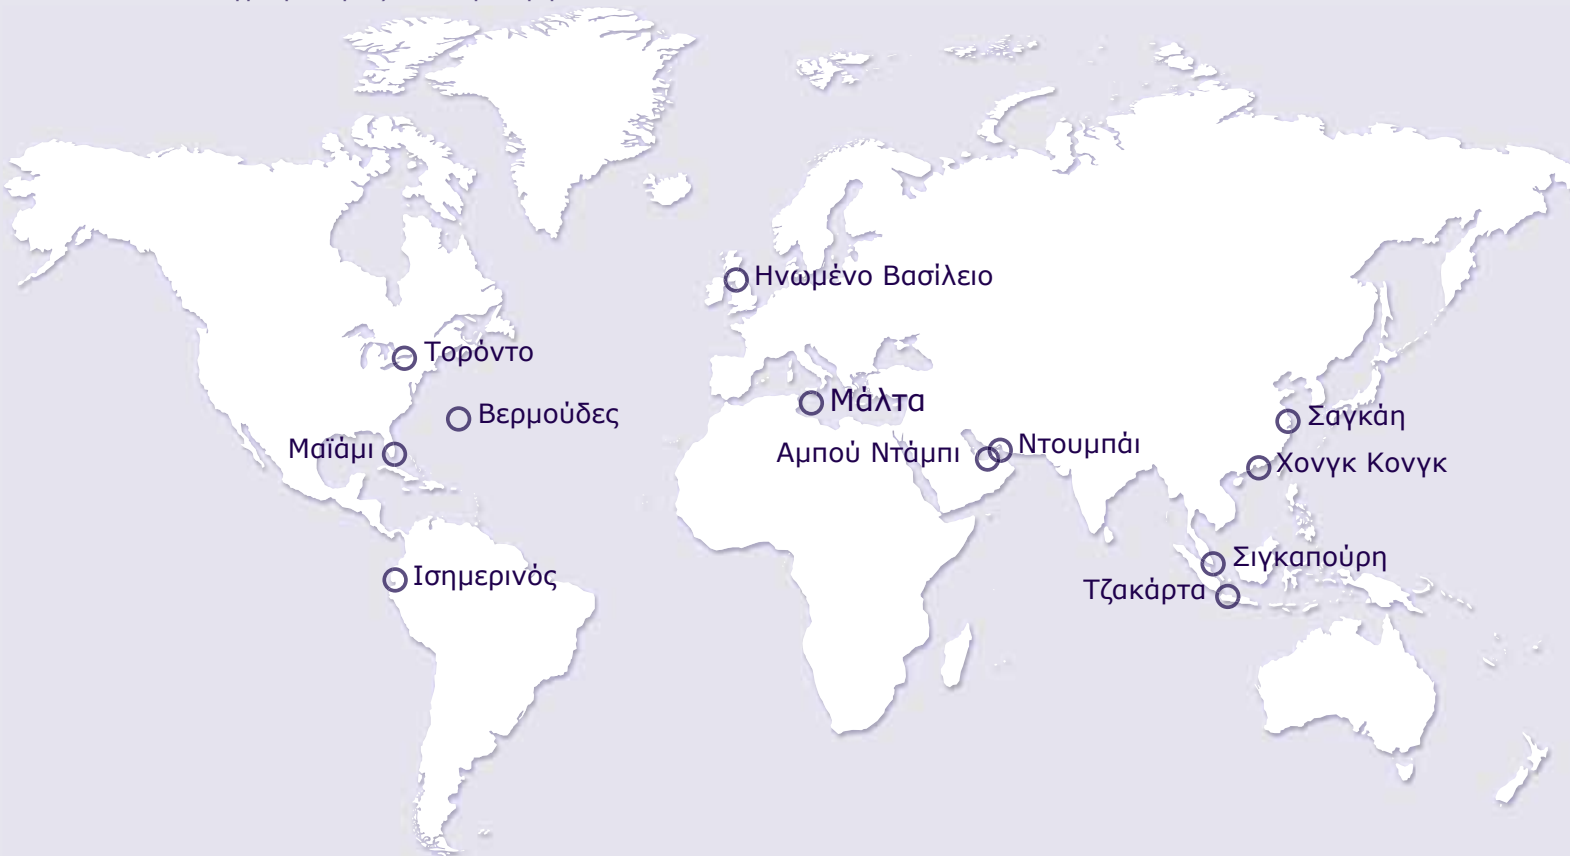 Ηνωμένο Βασίλειο
Τορόντο
Μάλτα
Βερμούδες
Σαγκάη
Μαϊάμι
Αμπού Ντάμπι
Ντουμπάι
Χονγκ Κονγκ
Σιγκαπούρη
Ισημερινός
Τζακάρτα